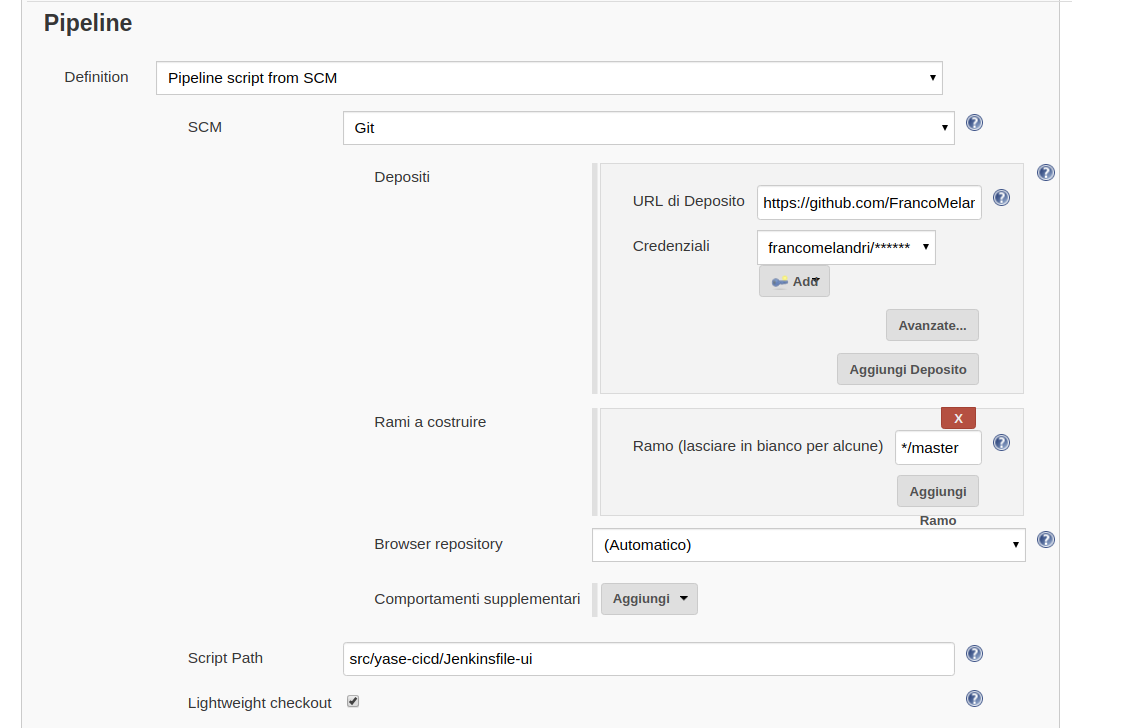 Pipeline
Definition
Pipeline script from SCM
SCM
Git
Depositi
URL di Deposito
https://github.com/FrancoMelar
Credenziali
francomelandri/******
Add
Avanzate...
Aggiungi Deposito
Rami a costruire
X
Ramo (lasciare in bianco per alcune)
*/master
Aggiungi
Ramo
Browser repository
(Automatico)
Comportamenti supplementari
Aggiungi
Script Path
src/yase-cicd/Jenkinsfile-ui
Lightweight checkout